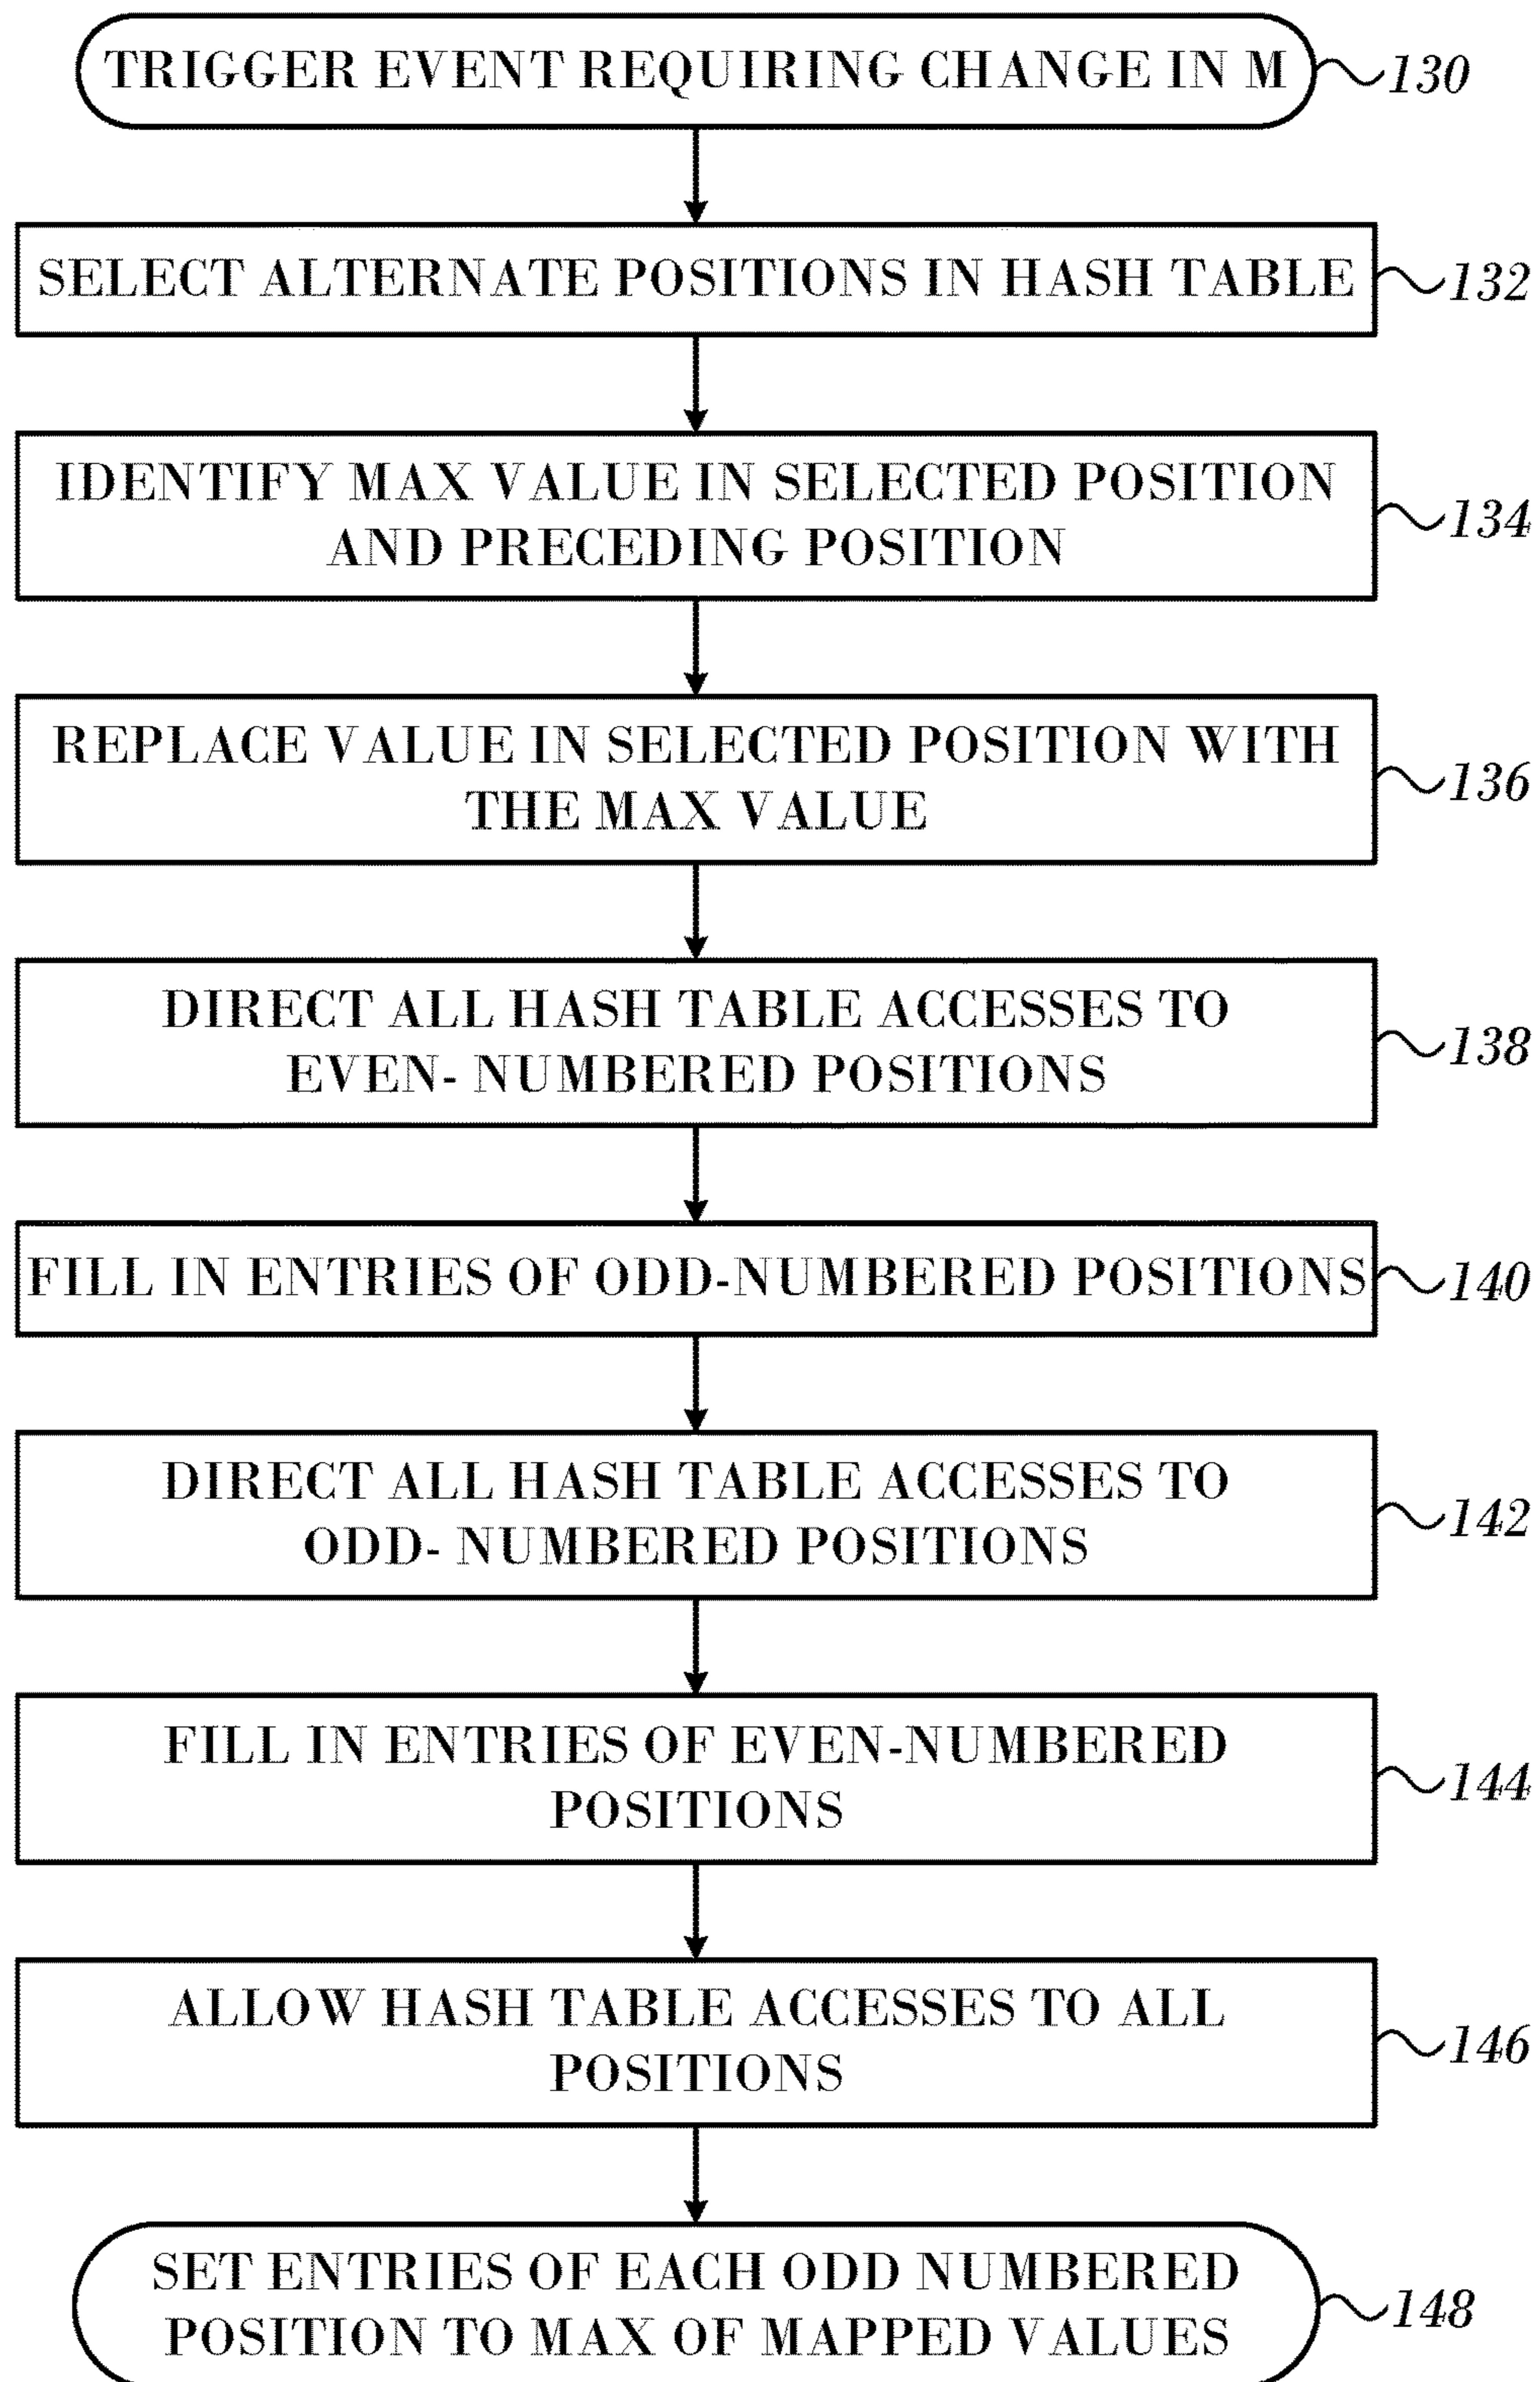 TRIGGER EVENT REQUIRING CHANGE IN M
130
SELECT ALTERNATE POSITIONS IN HASH TABLE
132
IDENTIFY MAX VALUE IN SELECTED POSITION
AND PRECEDING POSITION
134
REPLACE VALUE IN SELECTED POSITION WITH
THE MAX VALUE
136
DIRECT ALL HASH TABLE ACCESSES TO
EVEN- NUMBERED POSITIONS
138
FILL IN ENTRIES OF ODD-NUMBERED POSITIONS
140
DIRECT ALL HASH TABLE ACCESSES TO
ODD- NUMBERED POSITIONS
142
FILL IN ENTRIES OF EVEN-NUMBERED
POSITIONS
144
ALLOW HASH TABLE ACCESSES TO ALL
POSITIONS
146
SET ENTRIES OF EACH ODD NUMBERED
POSITION TO MAX OF MAPPED VALUES
148